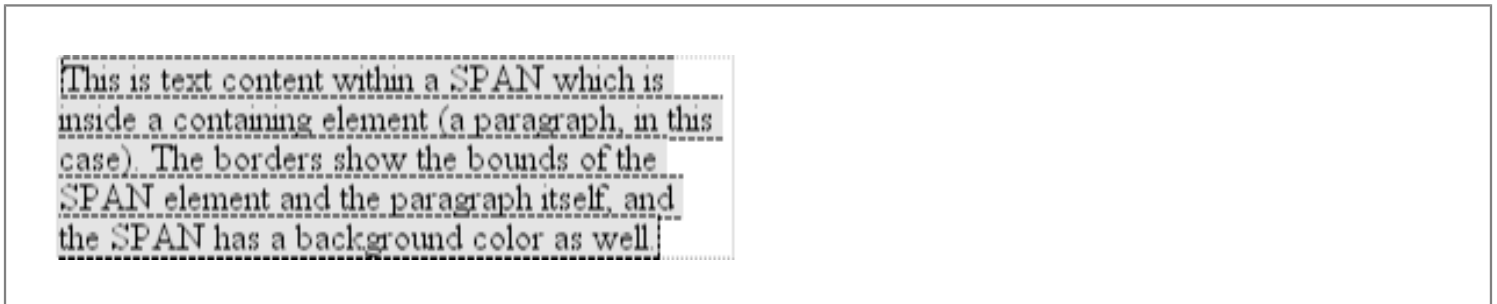 This is text content within a SPAN which is
inside a containing element (a paragraph, in this
case). The borders show the bounds of the
SPAN element and the paragraph itself, and
the SPAN has a background color as well.